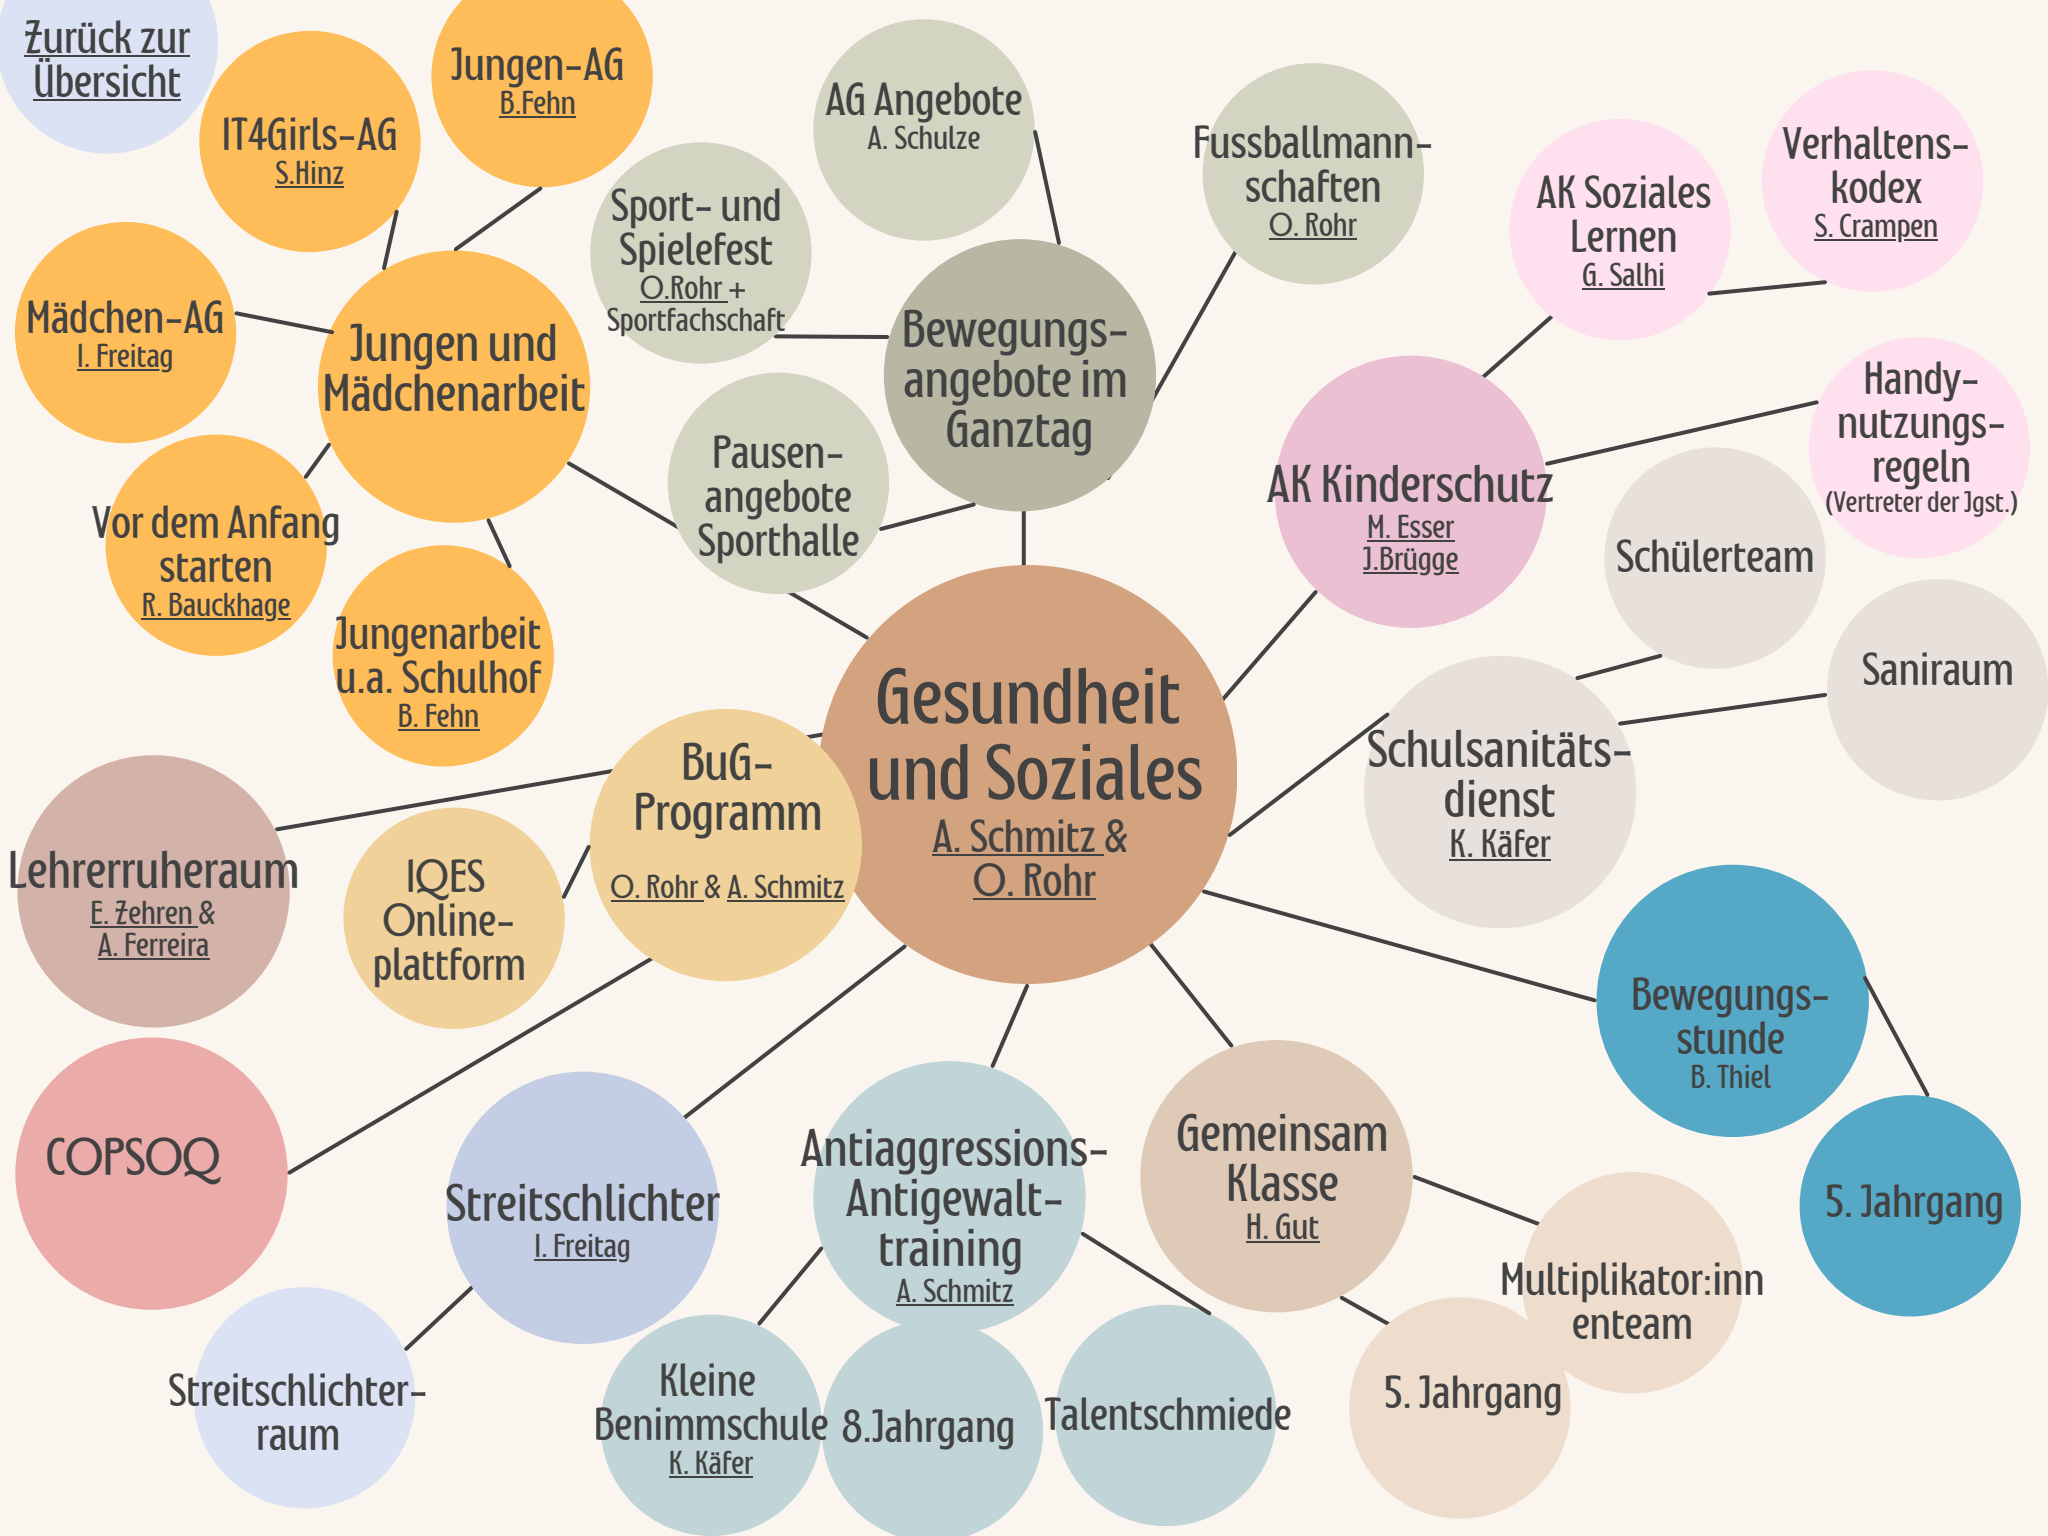 Zurück zur
Übersicht
IT4Girls-AG
S.Hinz
Jungen-AG
B.Fehn
AG Angebote
A. Schulze
Fussballmann-
schaften
O. Rohr
AK Soziales
Lernen
G. Salhi
Verhaltens-
kodex
S. Crampen
Sport- und
Spielefest
O.Rohr +
Sportfachschaft
Mädchen-AG
I. Freitag
Jungen und
Mädchenarbeit
Bewegungs-
angebote im
Ganztag
Handy-
nutzungs-
regeln
(Vertreter der Jgst.)
Pausen-
angebote
Sporthalle
AK Kinderschutz
M. Esser
J.Brügge
Vor dem Anfang
starten
R. Bauckhage
Schülerteam
Jungenarbeit
u.a. Schulhof
B. Fehn
Saniraum
Gesundheit
und Soziales
A. Schmitz &
O. Rohr
BuG-
Programm
O. Rohr & A. Schmitz
Schulsanitäts-
dienst
K. Käfer
Lehrerruheraum
E. Zehren &
A. Ferreira
IQES
Online-
plattform
Bewegungs-
stunde
B. Thiel
COPSOQ
Streitschlichter
I. Freitag
Antiaggressions-
Antigewalt-
training
A. Schmitz
Gemeinsam
Klasse
H. Gut
5. Jahrgang
Multiplikator:inn
enteam
Streitschlichter-
raum
Kleine
Benimmschule
K. Käfer
8.Jahrgang
Talentschmiede
5. Jahrgang